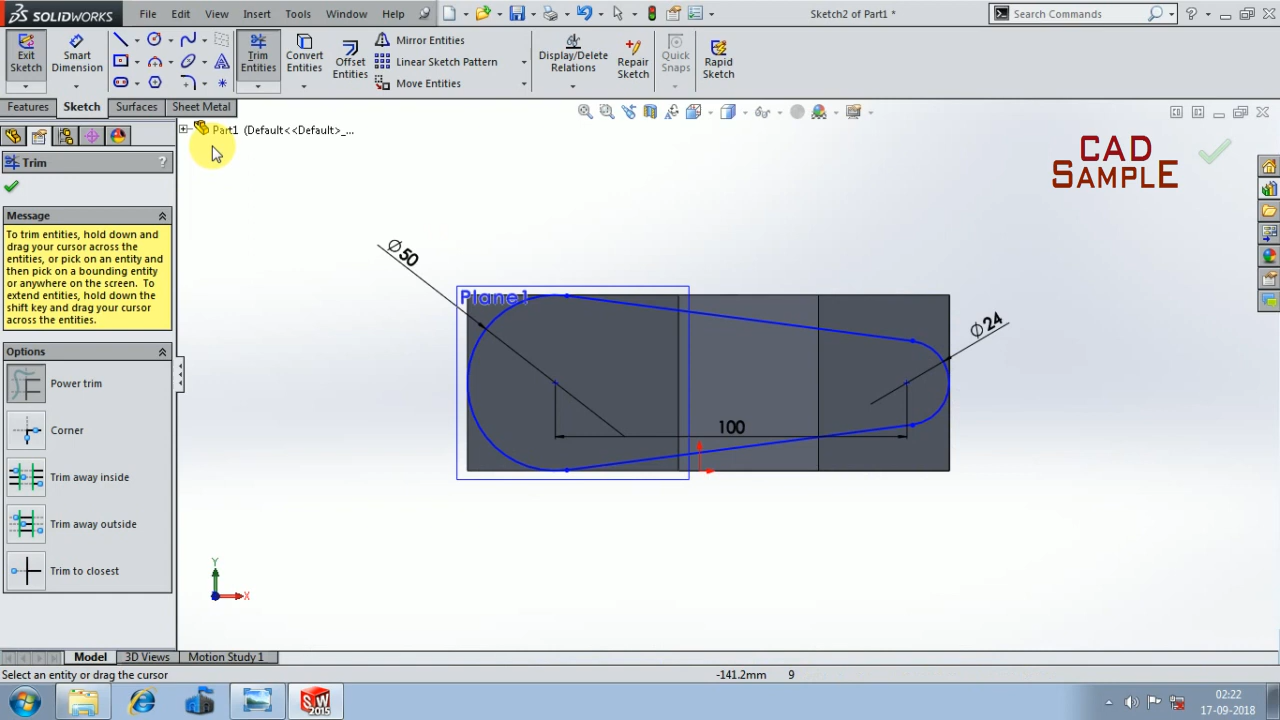 SOLIDWORKS
File Edit View Insert Tools Window Help
Sketch2 of Part1 *
Search Commands
Exit Sketch
Smart Dimension
Trim Entities
Convert Entities
Offset Entities
Mirror Entities
Linear Sketch Pattern
Move Entities
Display/Delete Relations
Repair Sketch
Quick Snaps
Rapid Sketch
Features Sketch Surfaces Sheet Metal
Part1 (Default<<Default>_...
Trim ?
Message
To trim entities, hold down and
drag your cursor across the
entities, or pick on an entity and
then pick on a bounding entity
or anywhere on the screen. To
extend entities, hold down the
shift key and drag your cursor
across the entities.
Options
Power trim
Corner
Trim away inside
Trim away outside
Trim to closest
CAD
SAMPLE
Ø50
Plane1
Ø24
100
Y
X
Model 3D Views Motion Study 1
Select an entity or drag the cursor
-141.2mm 9
SW
2015
02:22
17-09-2018